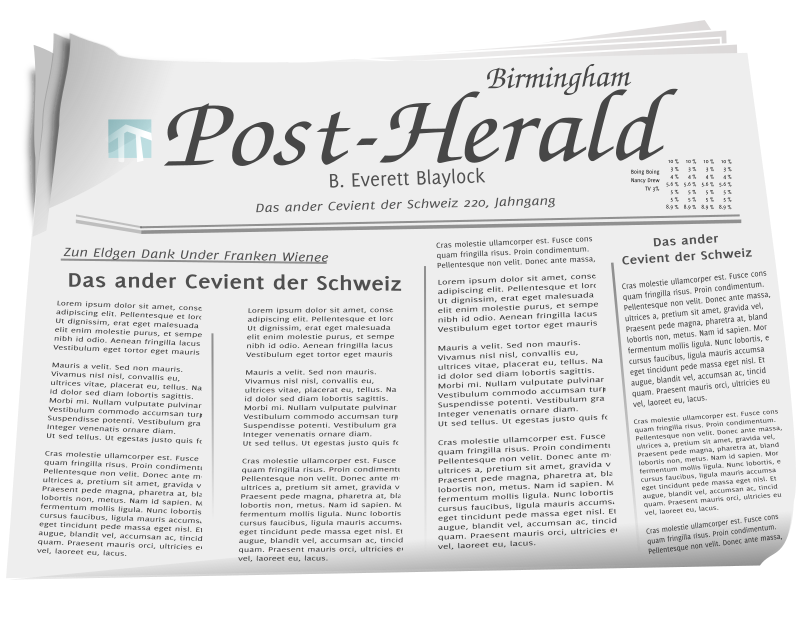 Birmingham
Post-Herald
B. Everett Blaylock
Das ander Cevient der Schweiz 220, Jahngang
10 % 10 % 10 % 10 %
Boing Boing 3 % 3 % 3 % 3 %
Nancy Drew 4 % 4 % 4 % 4 %
Tir 3% 5.6 % 5.6 % 5.6 % 5.6 %
5 % 5 % 5 % 5 %
5 % 5 % 5 % 5 %
8.9 % 8.9 % 8.9 % 8.9 %
Zun Eldgen Dank Under Franken Wienee
Das ander Cevient der Schweiz
Lorem ipsum dolor sit amet, conse
adipiscing elit. Pellentesque et lorc
Ut dignissim, erat eget malesuada
elit enim molestie purus, et sempe
nibh id odio. Aenean fringilla lacus
Vestibulum eget tortor eget mauris
Mauris a velit. Sed non mauris.
Vivamus nisl nisl, convallis eu,
ultrices vitae, placerat eu, tellus. Na
id dolor sed diam lobortis sagittis.
Morbi mi. Nullam vulputate pulvinar
Vestibulum commodo accumsan turp
Suspendisse potenti. Vestibulum gra
Integer venenatis ornare diam.
Ut sed tellus. Ut egestas justo quis fc
Cras molestie ullamcorper est. Fusce
quam fringilla risus. Proin condimentu
Pellentesque non velit. Donec ante m
ultrices a, pretium sit amet, gravida v
Praesent pede magna, pharetra at, bla
lobortis non, metus. Nam id sapien. M
fermentum mollis ligula. Nunc lobortis
cursus faucibus, ligula mauris accums
eget tincidunt pede massa eget nisl. Et
augue, blandit vel, accumsan ac, tincid
quam. Praesent mauris orci, ultricies eu
vel, laoreet eu, lacus.
Lorem ipsum dolor sit amet, conse
adipiscing elit. Pellentesque et lorc
Ut dignissim, erat eget malesuada
elit enim molestie purus, et sempe
nibh id odio. Aenean fringilla lacus
Vestibulum eget tortor eget mauris
Mauris a velit. Sed non mauris.
Vivamus nisl nisl, convallis eu,
ultrices vitae, placerat eu, tellus. Na
id dolor sed diam lobortis sagittis.
Morbi mi. Nullam vulputate pulvinar
Vestibulum commodo accumsan turp
Suspendisse potenti. Vestibulum gra
Integer venenatis ornare diam.
Ut sed tellus. Ut egestas justo quis fc
Cras molestie ullamcorper est. Fusce
quam fringilla risus. Proin condimentu
Pellentesque non velit. Donec ante m
ultrices a, pretium sit amet, gravida v
Praesent pede magna, pharetra at, bla
lobortis non, metus. Nam id sapien. M
fermentum mollis ligula. Nunc lobortis
cursus faucibus, ligula mauris accums
eget tincidunt pede massa eget nisl. Et
augue, blandit vel, accumsan ac, tincid
quam. Praesent mauris orci, ultricies eu
vel, laoreet eu, lacus.
Cras molestie ullamcorper est. Fusce cons
quam fringilla risus. Proin condimentum.
Pellentesque non velit. Donec ante massa,
Lorem ipsum dolor sit amet, conse
adipiscing elit. Pellentesque et lorc
Ut dignissim, erat eget malesuada
elit enim molestie purus, et sempe
nibh id odio. Aenean fringilla lacus
Vestibulum eget tortor eget mauris
Mauris a velit. Sed non mauris.
Vivamus nisl nisl, convallis eu,
ultrices vitae, placerat eu, tellus. Na
id dolor sed diam lobortis sagittis.
Morbi mi. Nullam vulputate pulvinar
Vestibulum commodo accumsan turp
Suspendisse potenti. Vestibulum gra
Integer venenatis ornare diam.
Ut sed tellus. Ut egestas justo quis fc
Cras molestie ullamcorper est. Fusce
quam fringilla risus. Proin condimentu
Pellentesque non velit. Donec ante m
ultrices a, pretium sit amet, gravida v
Praesent pede magna, pharetra at, bla
lobortis non, metus. Nam id sapien. M
fermentum mollis ligula. Nunc lobortis
cursus faucibus, ligula mauris accums
eget tincidunt pede massa eget nisl. Et
augue, blandit vel, accumsan ac, tincid
quam. Praesent mauris orci, ultricies eu
vel, laoreet eu, lacus.
Das ander
Cevient der Schweiz
Cras molestie ullamcorper est. Fusce cons
quam fringilla risus. Proin condimentum.
Pellentesque non velit. Donec ante massa,
ultrices a, pretium sit amet, gravida vel,
Praesent pede magna, pharetra at, bland
lobortis non, metus. Nam id sapien. Mor
fermentum mollis ligula. Nunc lobortis, e
cursus faucibus, ligula mauris accumsa
eget tincidunt pede massa eget nisl. Et
augue, blandit vel, accumsan ac, tincid
quam. Praesent mauris orci, ultricies eu
vel, laoreet eu, lacus.
Cras molestie ullamcorper est. Fusce cons
quam fringilla risus. Proin condimentum.
Pellentesque non velit. Donec ante massa,
ultrices a, pretium sit amet, gravida vel,
Praesent pede magna, pharetra at, bland
lobortis non, metus. Nam id sapien. Mor
fermentum mollis ligula. Nunc lobortis, e
cursus faucibus, ligula mauris accumsa
eget tincidunt pede massa eget nisl. Et
augue, blandit vel, accumsan ac, tincid
quam. Praesent mauris orci, ultricies eu
vel, laoreet eu, lacus.
Cras molestie ullamcorper est. Fusce cons
quam fringilla risus. Proin condimentum.
Pellentesque non velit. Donec ante massa,